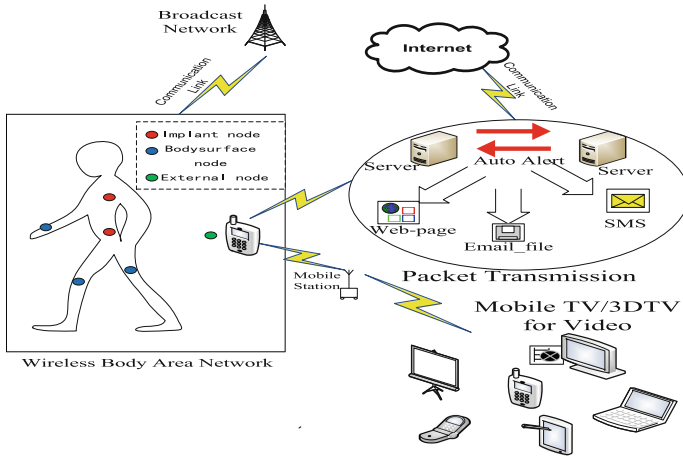 Broadcast
Network
Internet
Communication
Link
Communication
Link
Implant node
Bodysurface
node
External node
Server
Auto Alert
Server
Web-page
Email_file
SMS
Packet Transmission
Mobile
Station
Mobile TV/3DTV
for Video
Wireless Body Area Network